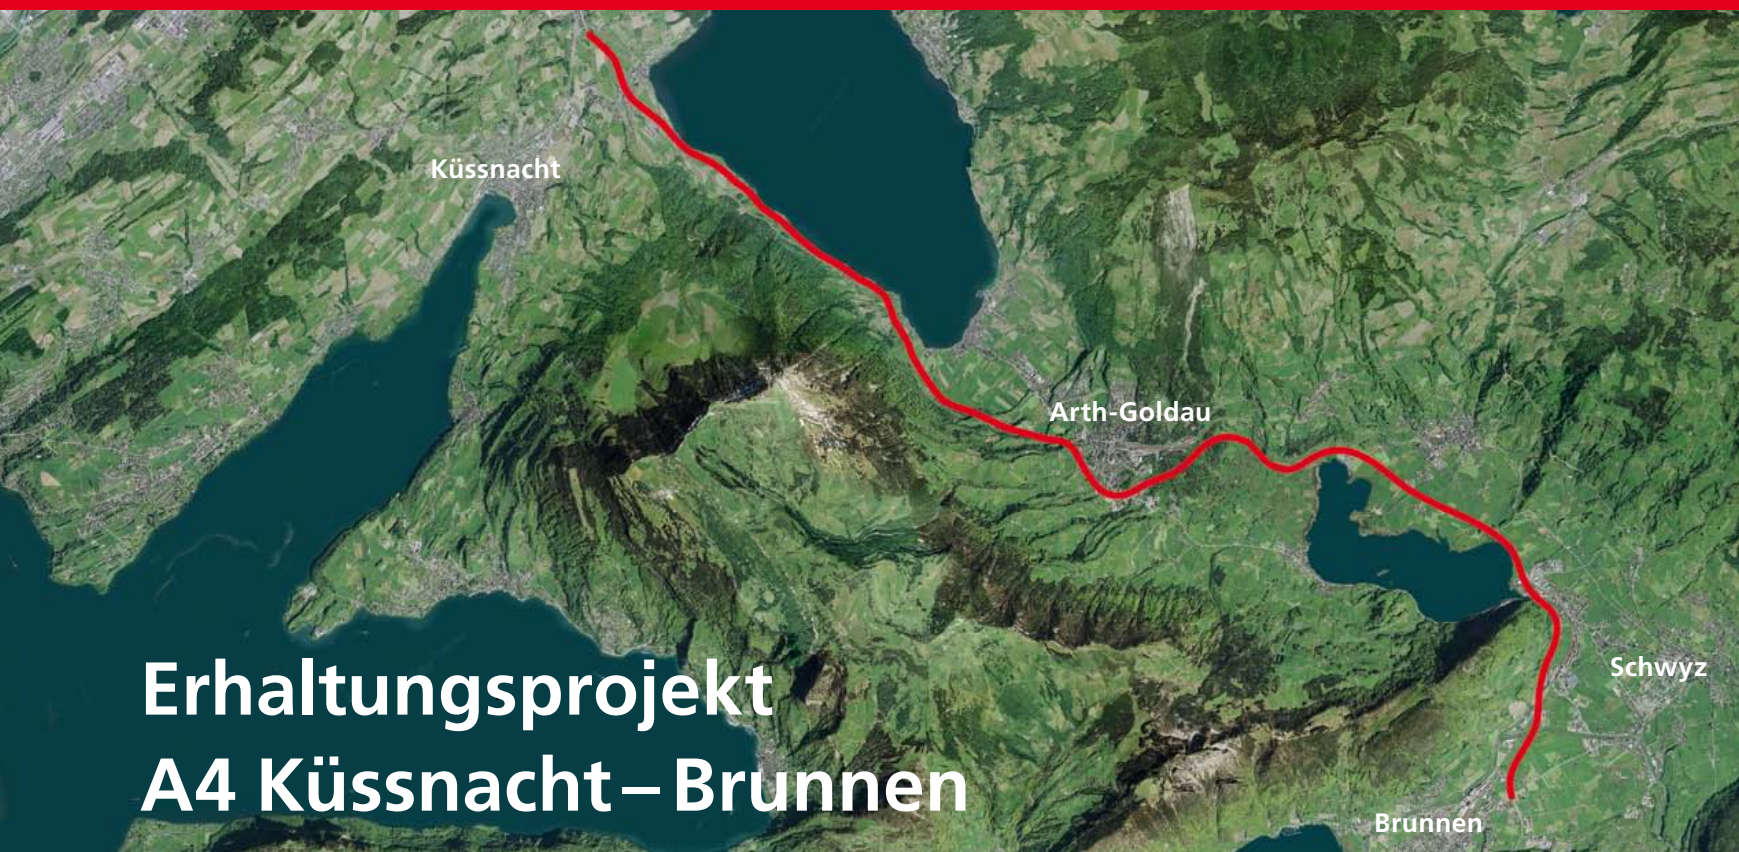 Küssnacht
Arth-Goldau
Schwyz
Erhaltungsprojekt
A4 Küssnacht – Brunnen
Brunnen